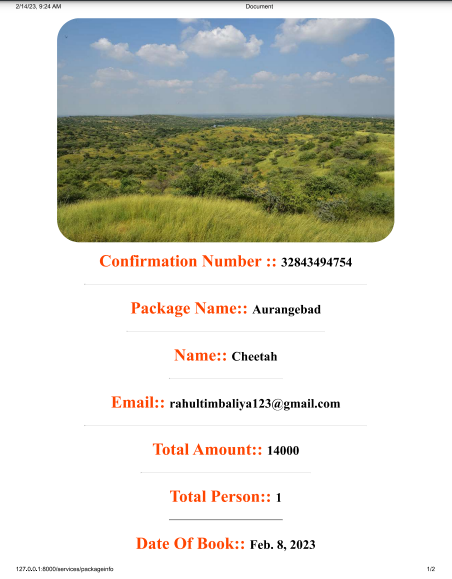 2/14/23, 9:24 AM Document
Confirmation Number :: 32843494754
Package Name:: Aurangebad
Name:: Cheetah
Email:: rahultimbaliya123@gmail.com
Total Amount:: 14000
Total Person:: 1
Date Of Book:: Feb. 8, 2023
127.0.0.1:8000/services/packageinfo 1/2